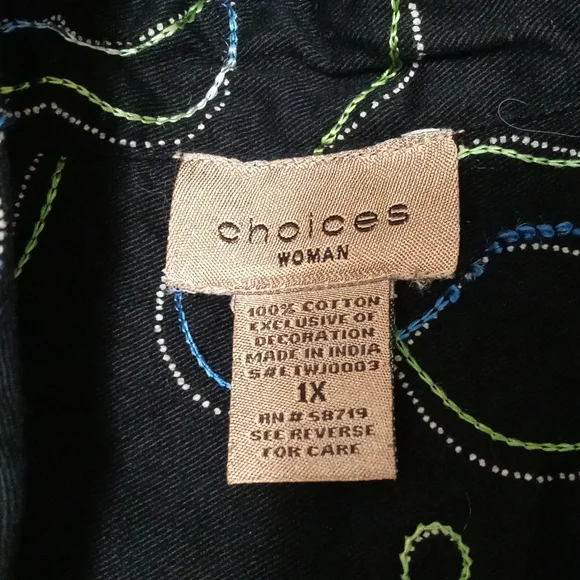 choices
WOMAN
100% COTTON
EXCLUSIVE OF
DECORATION
MADE IN INDIA
S#LTWJ0003
1X
RN # 58719
SEE REVERSE
FOR CARE